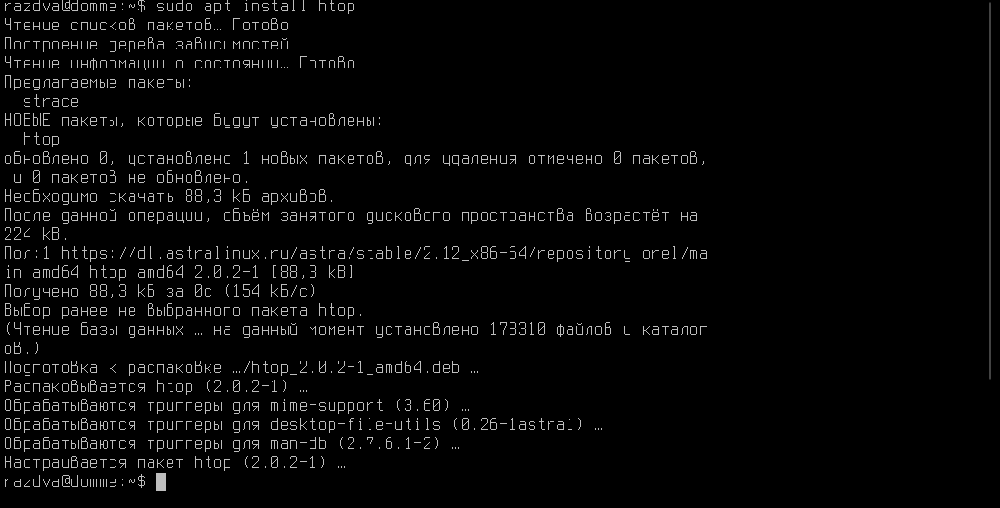 razdva@domme:~$ sudo apt install htop
Чтение списков пакетов… Готово
Построение дерева зависимостей
Чтение информации о состоянии… Готово
Предлагаемые пакеты:
  strace
НОВЫЕ пакеты, которые будут установлены:
  htop
обновлено 0, установлено 1 новых пакетов, для удаления отмечено 0 пакетов,
 и 0 пакетов не обновлено.
Необходимо скачать 88,3 kБ архивов.
После данной операции, объём занятого дискового пространства возрастёт на
224 kB.
Пол:1 https://dl.astralinux.ru/astra/stable/2.12_x86-64/repository orel/ma
in amd64 htop amd64 2.0.2-1 [88,3 kB]
Получено 88,3 kБ за 0с (154 kБ/c)
Выбор ранее не выбранного пакета htop.
(Чтение базы данных … на данный момент установлено 178310 файлов и каталог
ов.)
Подготовка к распаковке …/htop_2.0.2-1_amd64.deb …
Распаковывается htop (2.0.2-1) …
Обрабатываются триггеры для mime-support (3.60) …
Обрабатываются триггеры для desktop-file-utils (0.26-1astra1) …
Обрабатываются триггеры для man-db (2.7.6.1-2) …
Настраивается пакет htop (2.0.2-1) …
razdva@domme:~$